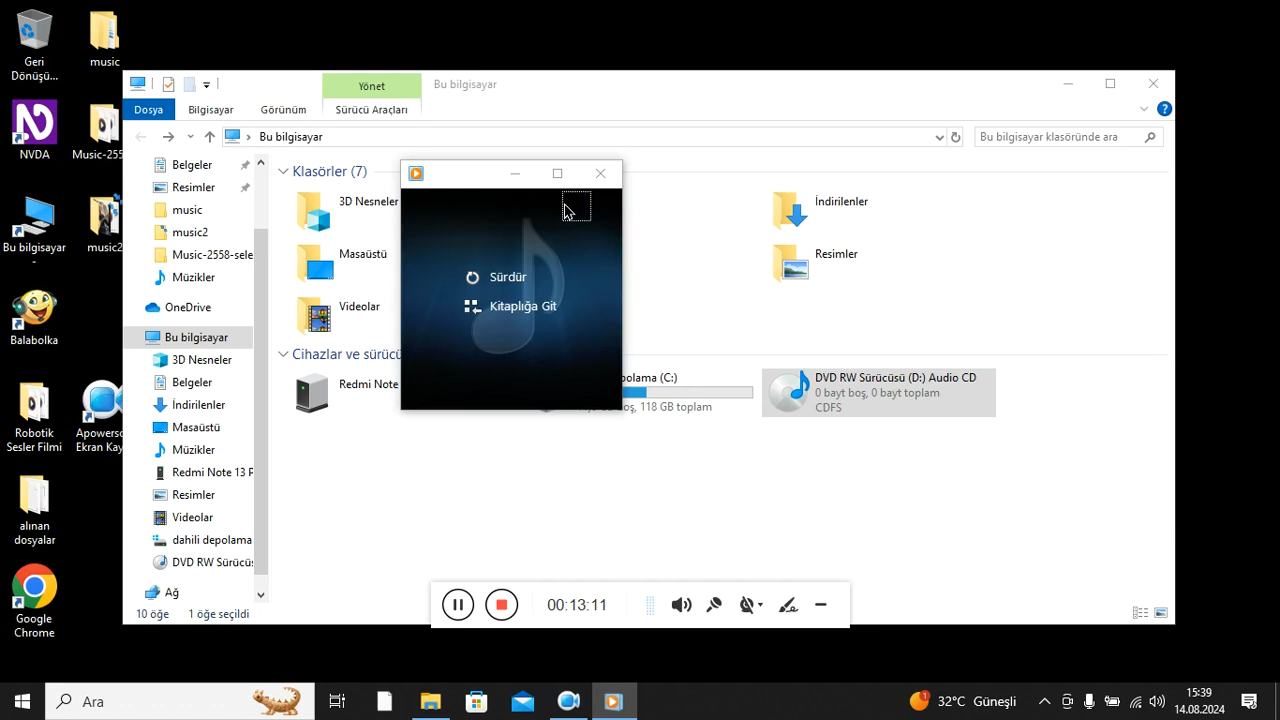 Geri
Dönüşü...
music
NVDA
Music-255
Bu bilgisayar
-
music2
Balabolka
Robotik
Sesler Filmi
Apowerso
Ekran Kay
alınan
dosyalar
Google
Chrome
Yönet
Bu bilgisayar
Dosya
Bilgisayar
Görünüm
Sürücü Araçları
Bu bilgisayar
Bu bilgisayar klasöründe ara
Belgeler
Resimler
music
music2
Music-2558-sele
Müzikler
OneDrive
Bu bilgisayar
3D Nesneler
Belgeler
İndirilenler
Masaüstü
Müzikler
Redmi Note 13 P
Resimler
Videolar
dahili depolama
DVD RW Sürücüs
Ağ
Klasörler (7)
3D Nesneler
Masaüstü
Videolar
İndirilenler
Resimler
Cihazlar ve sürücü
Redmi Note
polama (C:)
boş, 118 GB toplam
DVD RW Sürücüsü (D:) Audio CD
0 bayt boş, 0 bayt toplam
CDFS
Sürdür
Kitaplığa Git
00:13:11
10 öğe
1 öğe seçildi
Ara
1
32°C Güneşli
15:39
14.08.2024